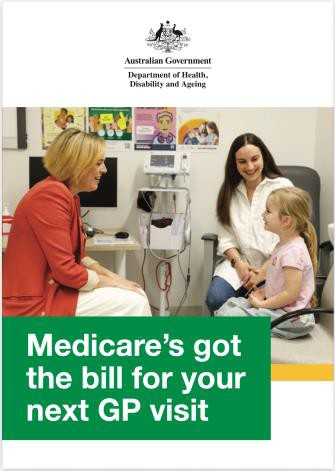 Australian Government
Department of Health,
Disability and Ageing
Medicare's got
the bill for your
next GP visit